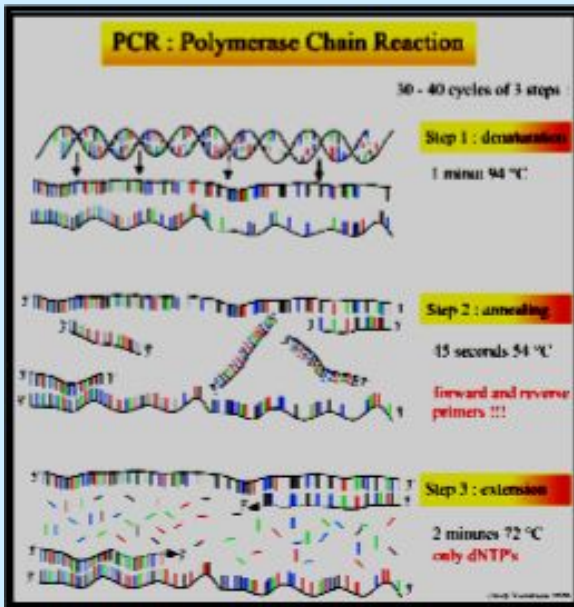 PCR : Polymerase Chain Reaction
30 - 40 cycles of 3 steps :
Step 1 : denaturation
1 minut 94 °C
Step 2 : annealing
45 seconds 54 °C
forward and reverse
primers !!!
Step 3 : extension
2 minutes 72 °C
only dNTP's